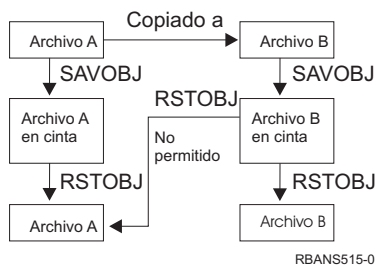 Copiado a
Archivo A
Archivo B
SAVOBJ
SAVOBJ
RSTOBJ
Archivo A
en cinta
No
permitido
Archivo B
en cinta
RSTOBJ
RSTOBJ
Archivo A
Archivo B
RBANS515-0